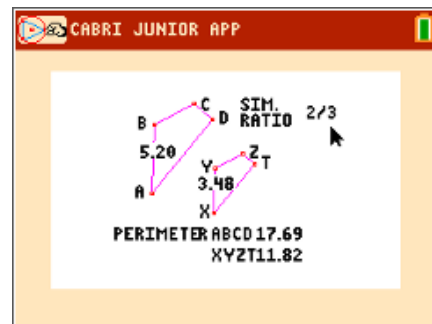 CABRI JUNIOR APP
C SIM.
B D RATIO 2/3
5.20 Z
Y T
3.48
A
X
PERIMETER ABCD 17.69
XYZT 11.82